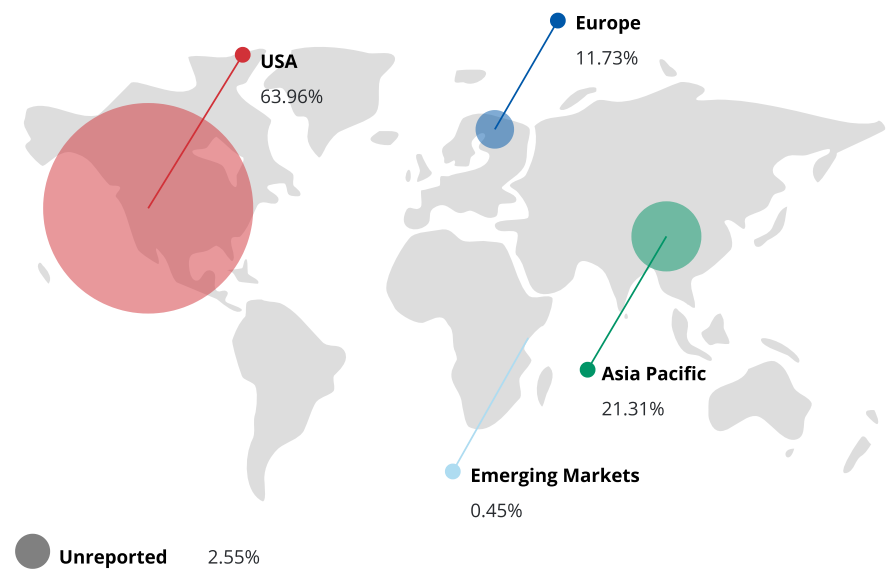 Europe
11.73%
USA
63.96%
Asia Pacific
21.31%
Emerging Markets
0.45%
Unreported 2.55%